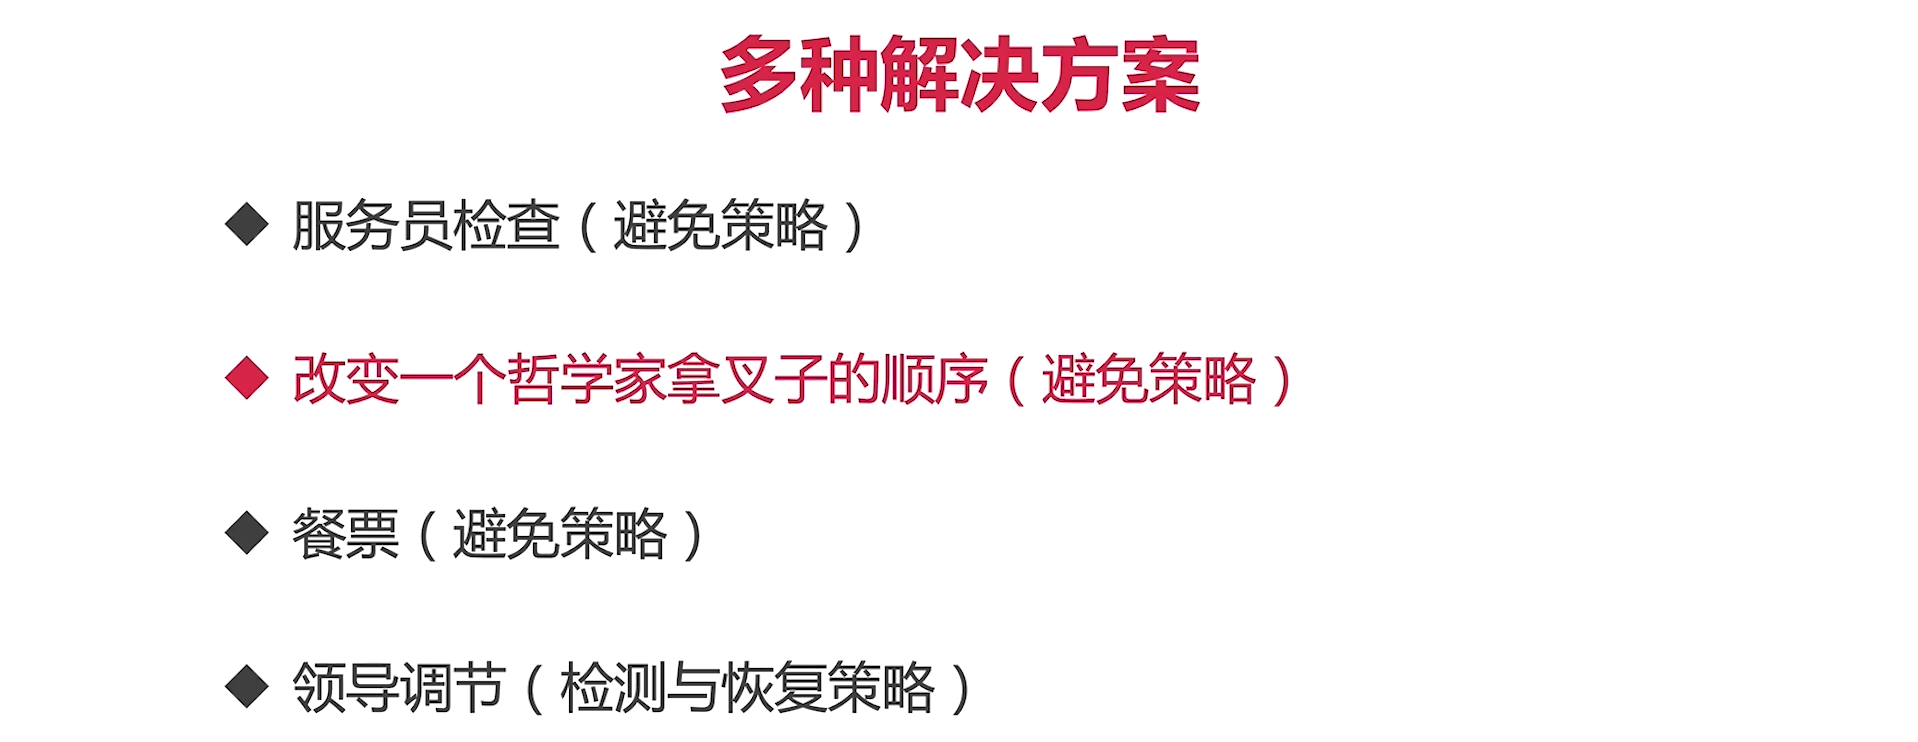 多种解决方案
◆ 服务员检查（避免策略）
◆ 改变一个哲学家拿叉子的顺序（避免策略）
◆ 餐票（避免策略）
◆ 领导调节（检测与恢复策略）